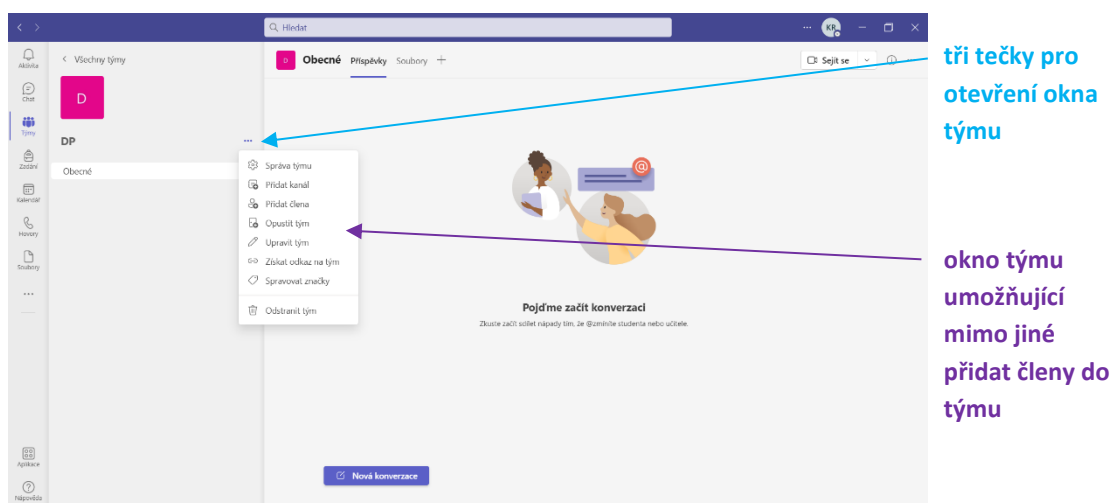 Hledat
KR
Aktivita
Chat
Týmy
Zadání
Kalendář
Hovory
Soubory
Aplikace
Nápověda
Všechny týmy
D
DP
Obecné
Správa týmu
Přidat kanál
Přidat člena
Opustit tým
Upravit tým
Získat odkaz na tým
Spravovat značky
Odstranit tým
D Obecné Příspěvky Soubory +
Sejít se
@
Pojďme začít konverzaci
Zkuste začít sdílet nápady tím, že @zmíníte studenta nebo učitele.
Nová konverzace
tři tečky pro
otevření okna
týmu
okno týmu
umožňující
mimo jiné
přidat členy do
týmu